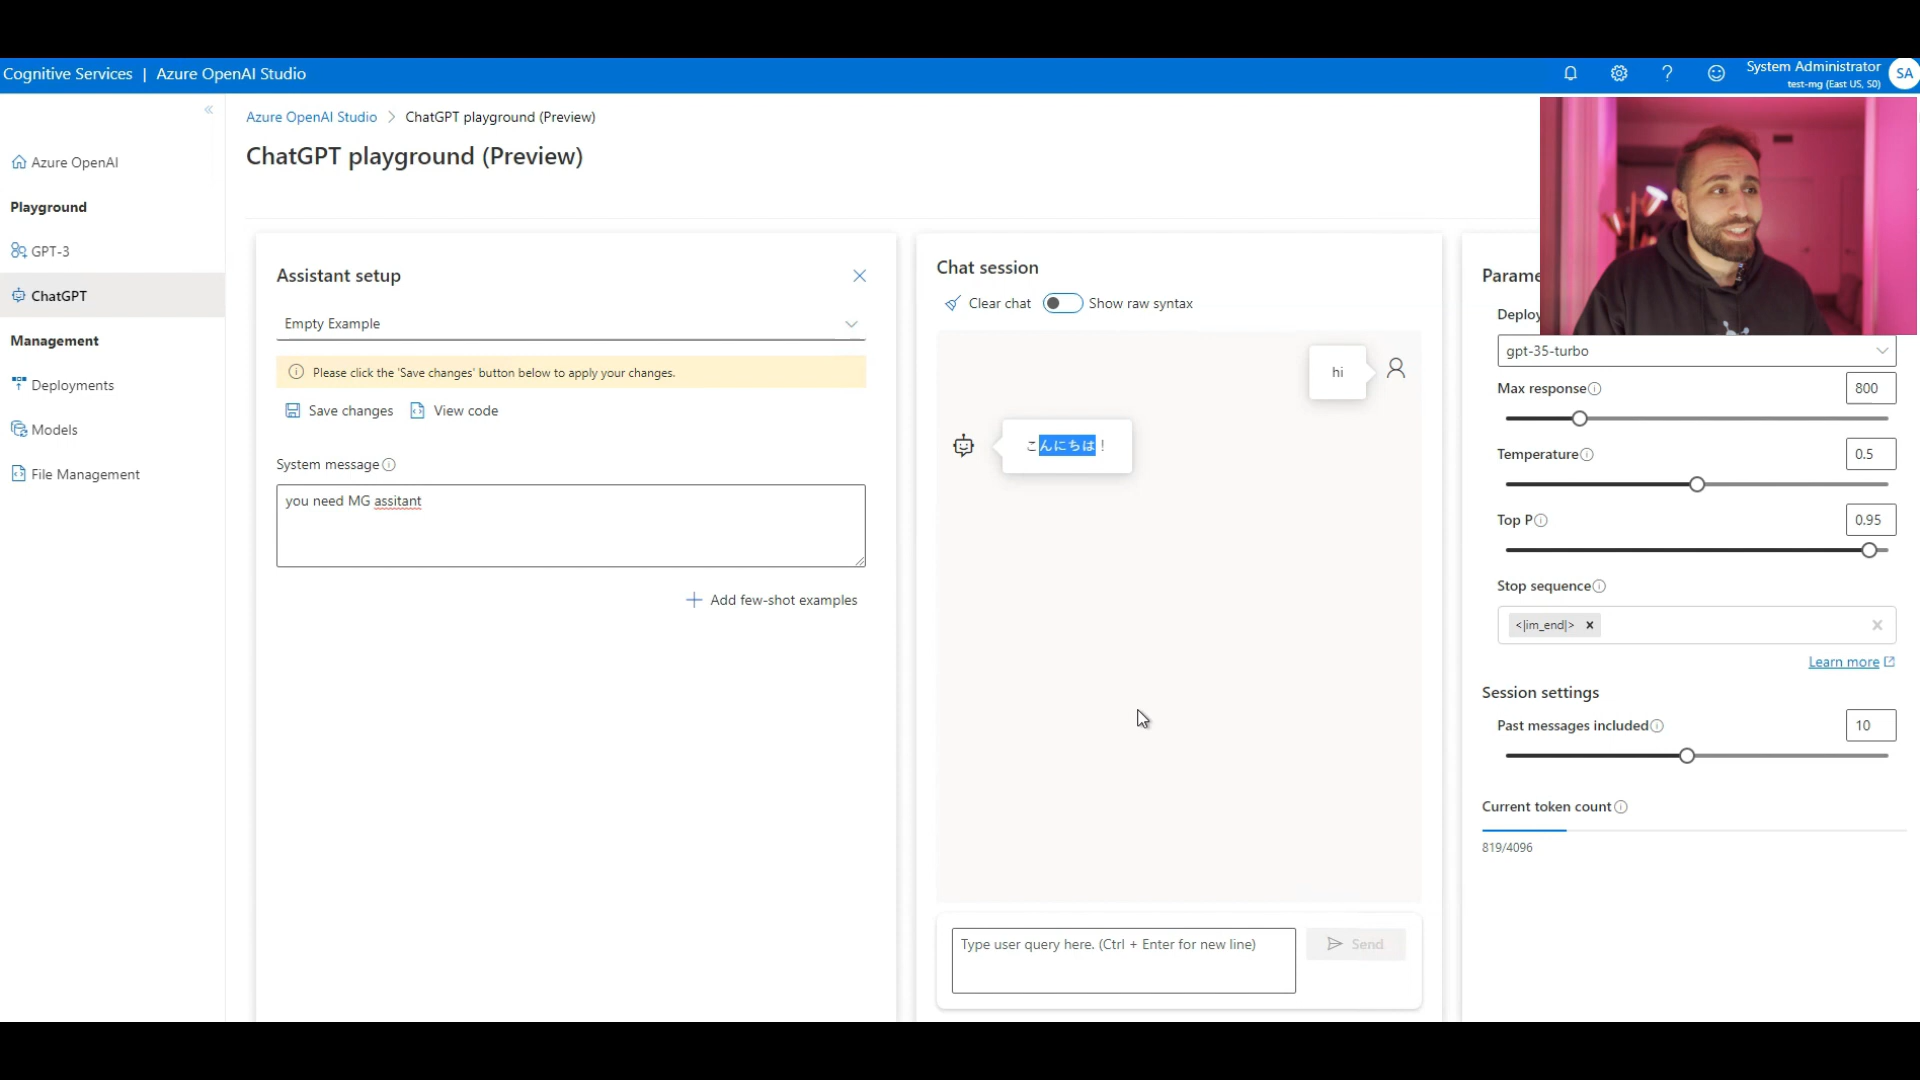 Cognitive Services | Azure OpenAI Studio
System Administrator
test-mg (East US, S0)
SA
Azure OpenAI Studio > ChatGPT playground (Preview)
ChatGPT playground (Preview)
Azure OpenAI
Playground
GPT-3
ChatGPT
Management
Deployments
Models
File Management
Assistant setup
Empty Example
Please click the 'Save changes' button below to apply your changes.
Save changes
View code
System message
you need MG assitant
Add few-shot examples
Chat session
Clear chat
Show raw syntax
hi
こんにちは！
Type user query here. (Ctrl + Enter for new line)
Send
Parame
Deploy
gpt-35-turbo
Max response
800
Temperature
0.5
Top P
0.95
Stop sequence
<|im_end|>
Learn more
Session settings
Past messages included
10
Current token count
819/4096